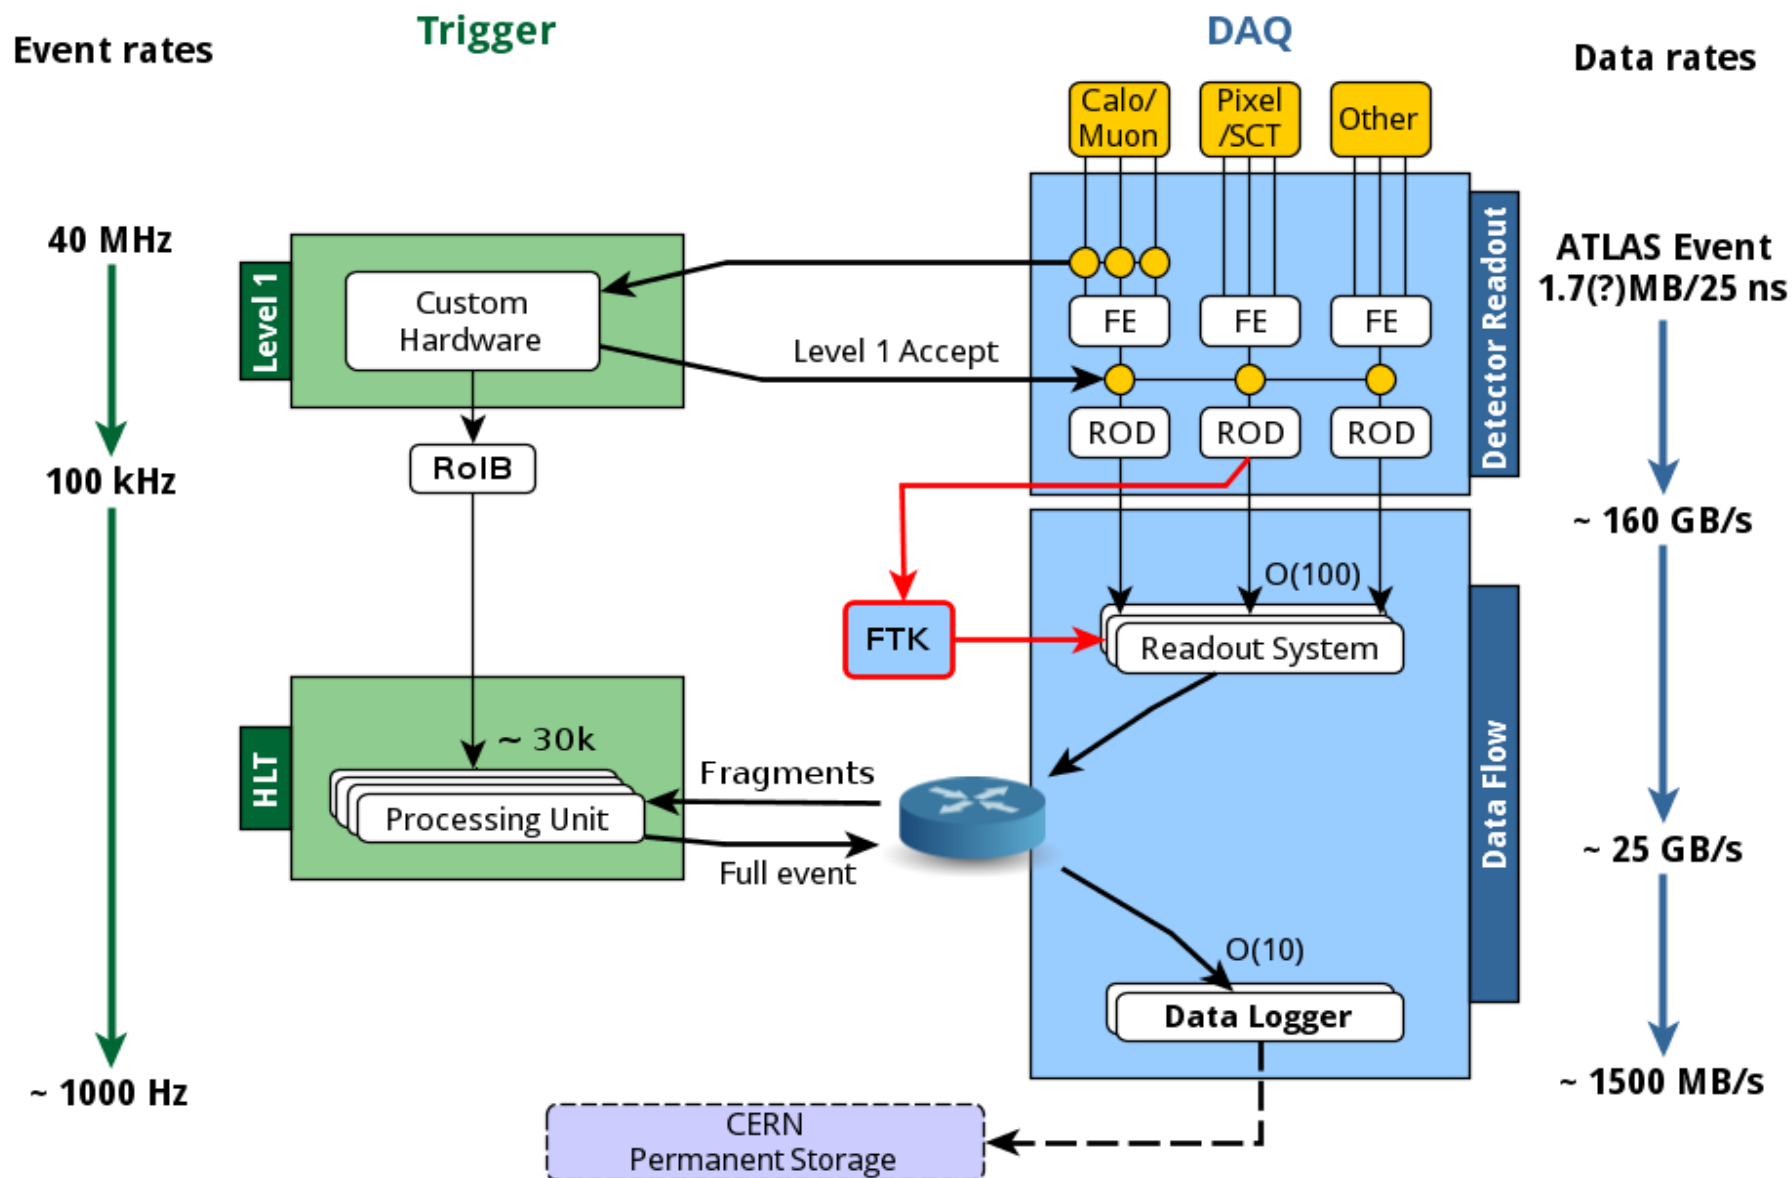 Trigger
DAQ
Event rates
Data rates
Calo/
Muon
Pixel
/SCT
Other
40 MHz
ATLAS Event
1.7(?)MB/25 ns
Level 1
Custom
Hardware
FE
FE
FE
Detector Readout
Level 1 Accept
ROD
ROD
ROD
RoIB
100 kHz
~ 160 GB/s
O(100)
FTK
Readout System
~ 30k
HLT
Fragments
Processing Unit
Full event
Data Flow
~ 25 GB/s
O(10)
Data Logger
~ 1000 Hz
~ 1500 MB/s
CERN
Permanent Storage